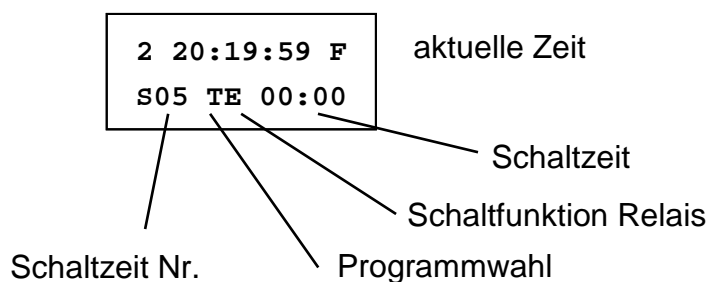 2 20:19:59 F aktuelle Zeit
S05 TE 00:00
Schaltzeit
Schaltfunktion Relais
Schaltzeit Nr. Programmwahl